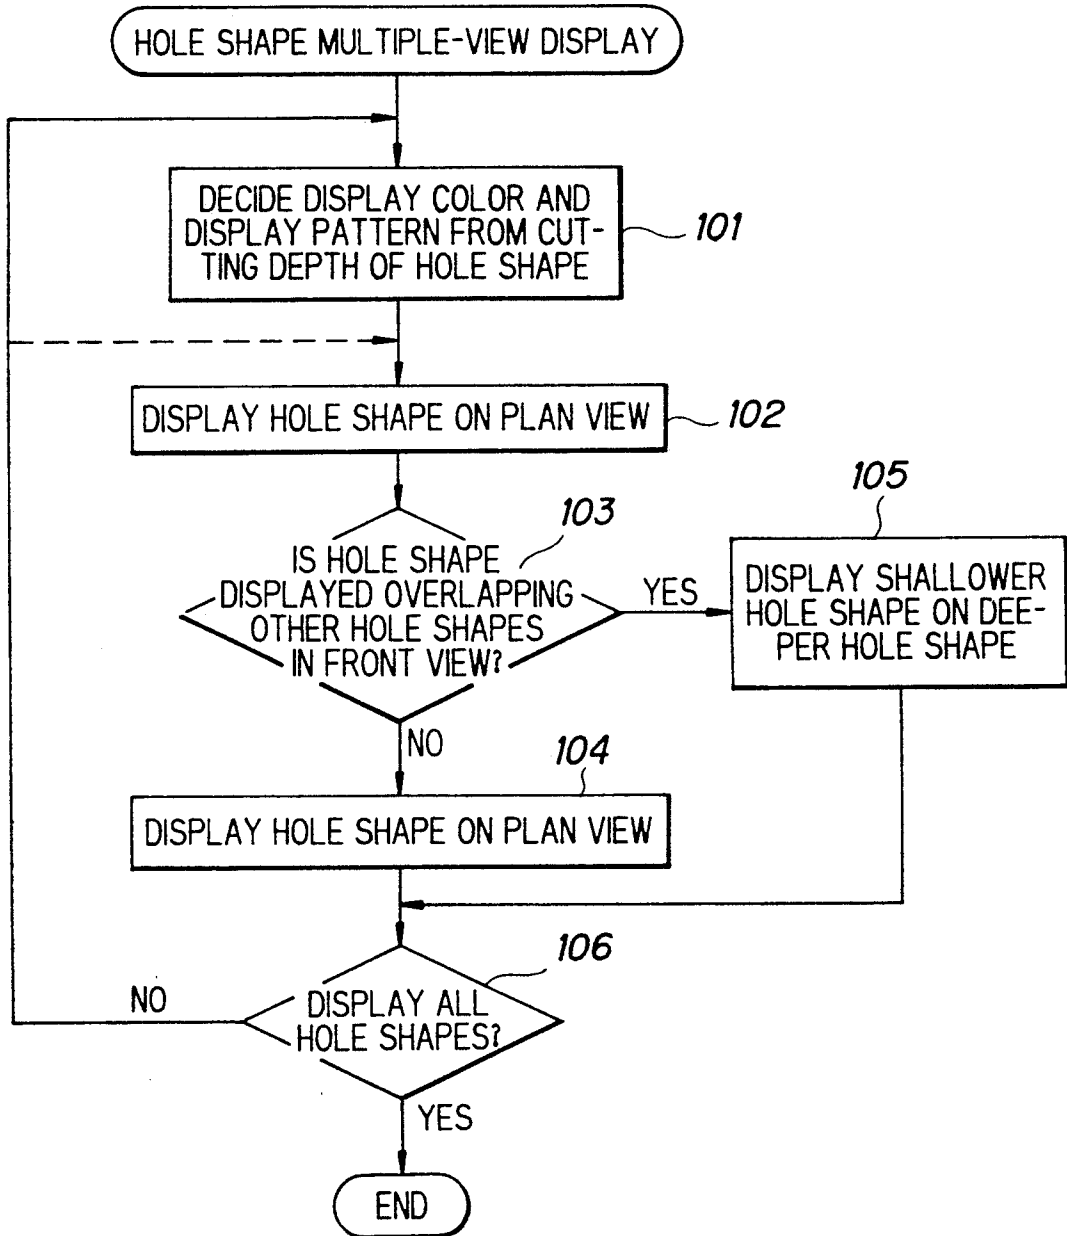 HOLE SHAPE MULTIPLE-VIEW DISPLAY
DECIDE DISPLAY COLOR AND
DISPLAY PATTERN FROM CUT-
TING DEPTH OF HOLE SHAPE
101
DISPLAY HOLE SHAPE ON PLAN VIEW
102
103
IS HOLE SHAPE
DISPLAYED OVERLAPPING
OTHER HOLE SHAPES
IN FRONT VIEW?
YES
105
DISPLAY SHALLOWER
HOLE SHAPE ON DEE-
PER HOLE SHAPE
NO
104
DISPLAY HOLE SHAPE ON PLAN VIEW
106
DISPLAY ALL
HOLE SHAPES?
NO
YES
END